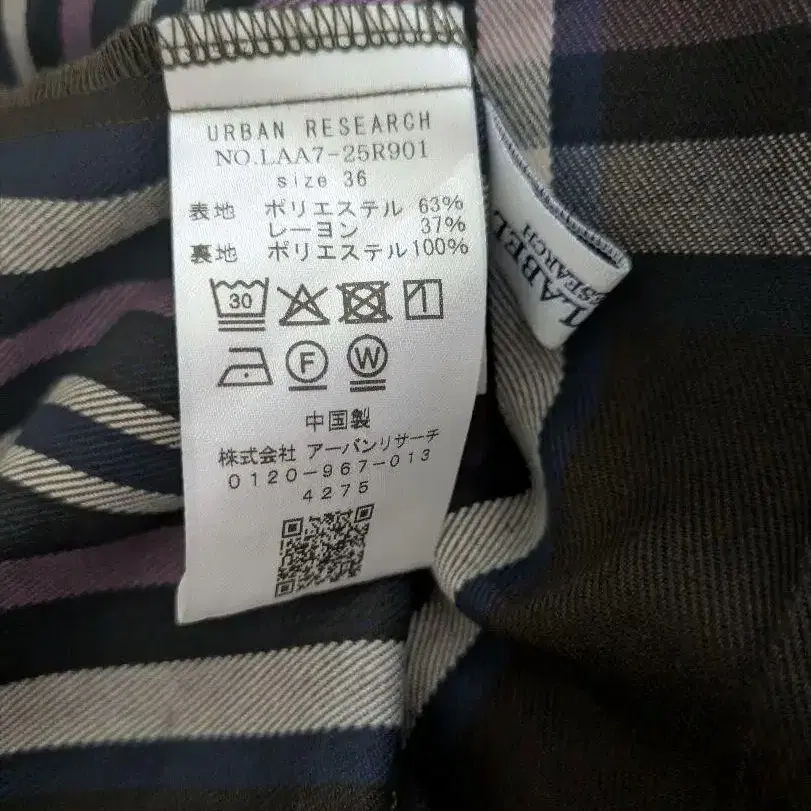 URBAN RESEARCH
NO.LAA7-25R901
size 36
表地 ポリエステル 63%
レーヨン 37%
裏地 ポリエステル100%
30
F W
中国製
株式会社 アーバンリサーチ
0120-967-013
4275
LABEL